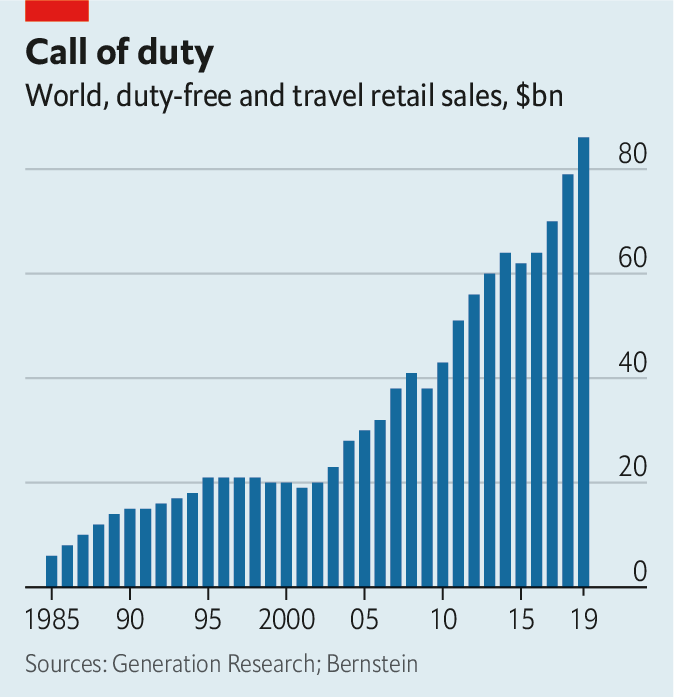 Call of duty
World, duty-free and travel retail sales, $bn
80
60
40
20
0
1985 90 95 2000 05 10 15 19
Sources: Generation Research; Bernstein